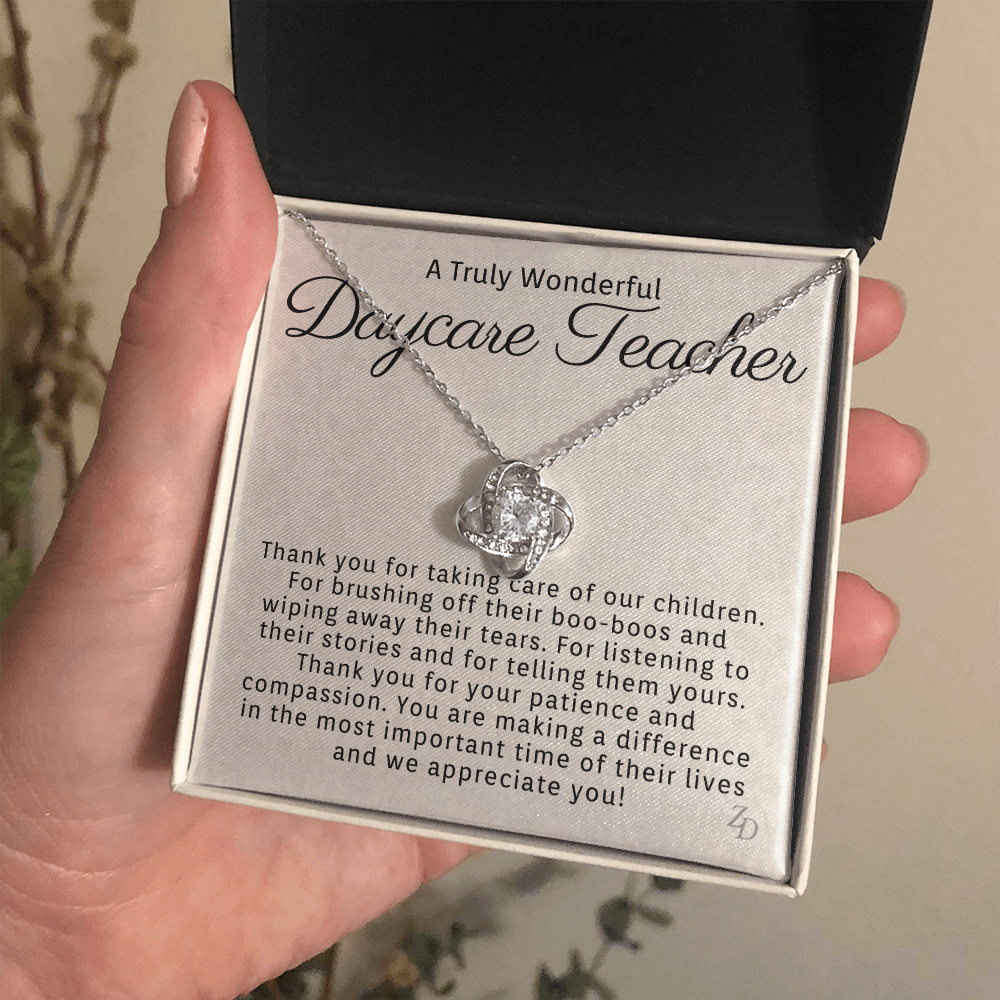 A Truly Wonderful
Daycare Teacher
Thank you for taking care of our children.
For brushing off their boo-boos and
wiping away their tears. For listening to
their stories and for telling them yours.
Thank you for your patience and
compassion. You are making a difference
in the most important time of their lives
and we appreciate you!
ZD